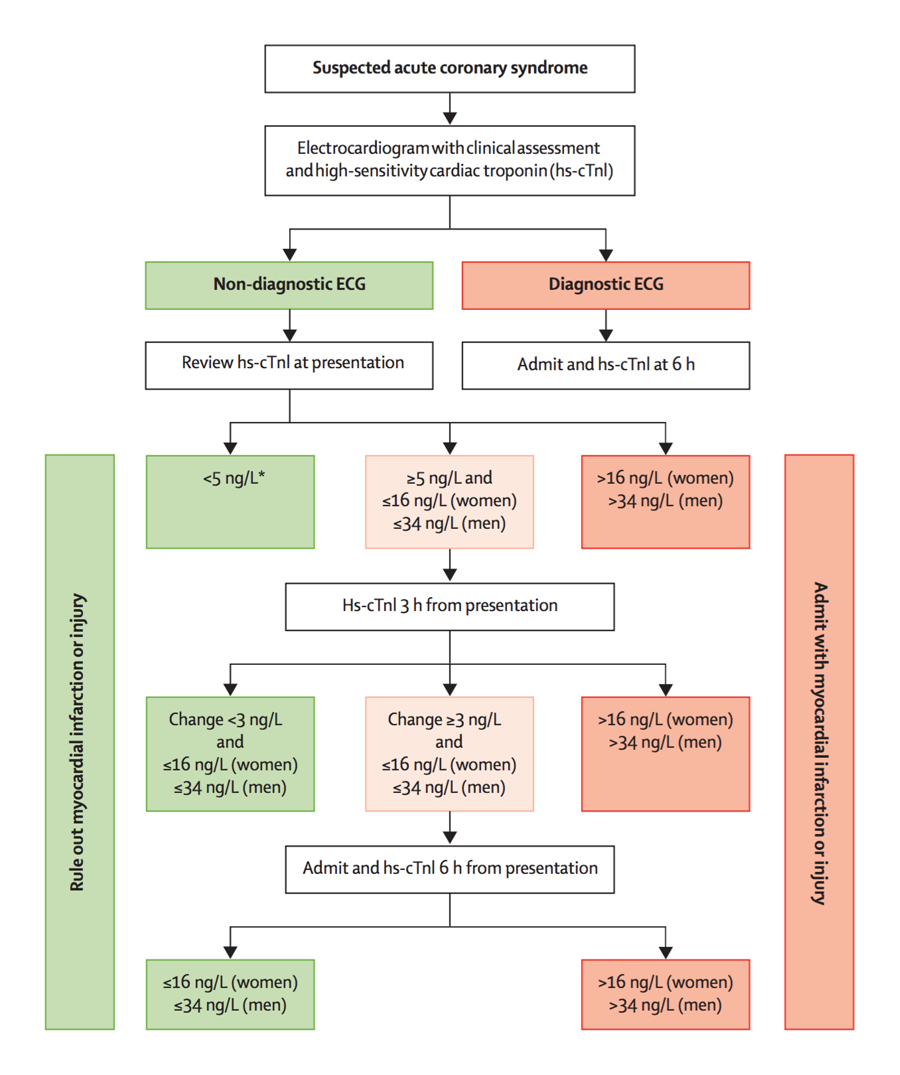 Suspected acute coronary syndrome
Electrocardiogram with clinical assessment
and high-sensitivity cardiac troponin (hs-cTnI)
Non-diagnostic ECG
Diagnostic ECG
Review hs-cTnI at presentation
Admit and hs-cTnI at 6 h
<5 ng/L*
≥5 ng/L and
≤16 ng/L (women)
≤34 ng/L (men)
>16 ng/L (women)
>34 ng/L (men)
Hs-cTnI 3 h from presentation
Change <3 ng/L
and
≤16 ng/L (women)
≤34 ng/L (men)
Change ≥3 ng/L
and
≤16 ng/L (women)
≤34 ng/L (men)
>16 ng/L (women)
>34 ng/L (men)
Admit and hs-cTnI 6 h from presentation
≤16 ng/L (women)
≤34 ng/L (men)
>16 ng/L (women)
>34 ng/L (men)
Rule out myocardial infarction or injury
Admit with myocardial infarction or injury